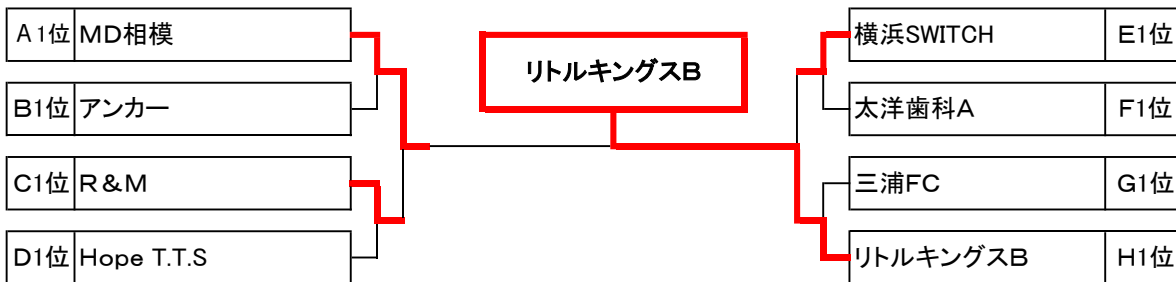 A1位 MD相模
B1位 アンカー
C1位 R&M
D1位 Hope T.T.S
リトルキングスB
横浜SWITCH E1位
太洋歯科A F1位
三浦FC G1位
リトルキングスB H1位